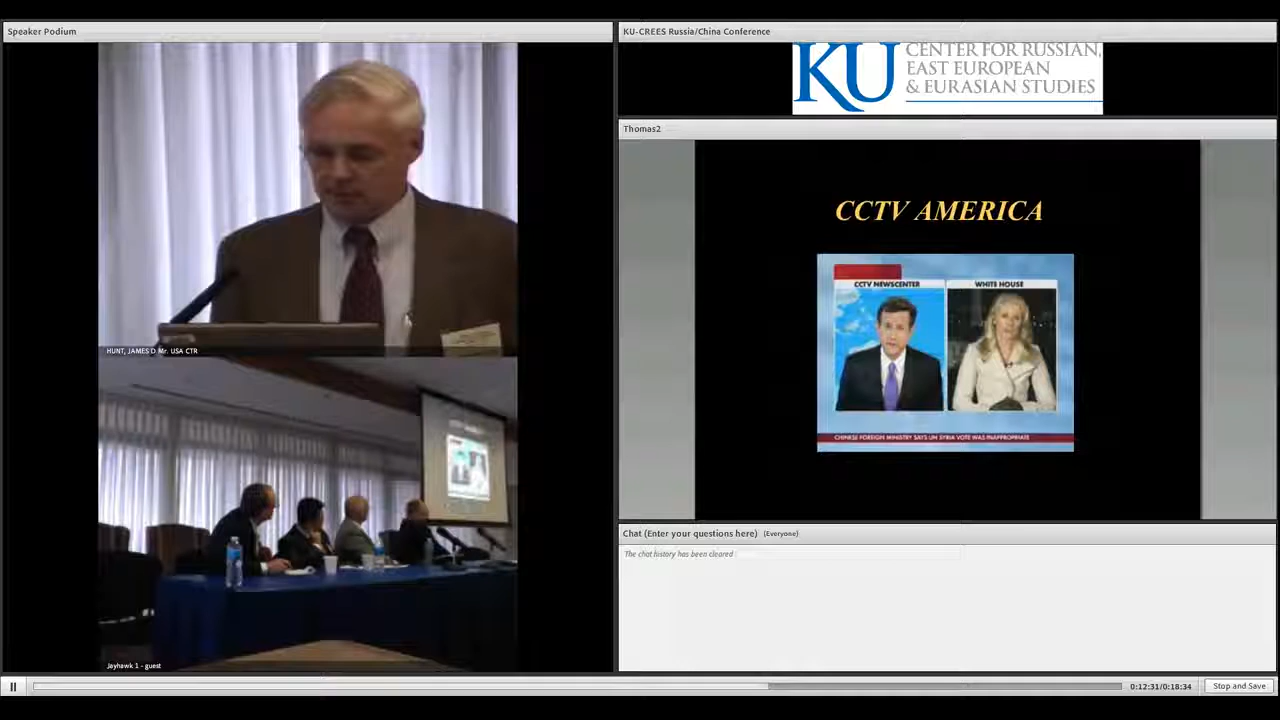 Speaker Podium
HUNT, JAMES D Mr. USA CTR
Jayhawk 1 - guest
KU-CREES Russia/China Conference
KU
CENTER FOR RUSSIAN,
EAST EUROPEAN
& EURASIAN STUDIES
Thomas2
CCTV AMERICA
CCTV NEWSCENTER
WHITE HOUSE
CHINESE FOREIGN MINISTRY SAYS UN SYRIA VOTE WAS INAPPROPRIATE
Chat (Enter your questions here) (Everyone)
The chat history has been cleared
0:12:31/0:18:34
Stop and Save